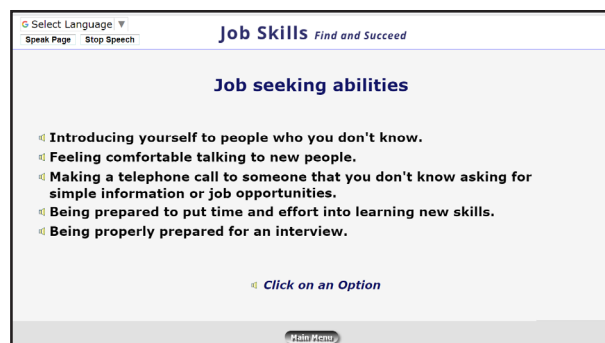 G Select Language ▼
Speak Page Stop Speech
Job Skills Find and Succeed
Job seeking abilities
Introducing yourself to people who you don't know.
Feeling comfortable talking to new people.
Making a telephone call to someone that you don't know asking for
simple information or job opportunities.
Being prepared to put time and effort into learning new skills.
Being properly prepared for an interview.
Click on an Option
Main Menu